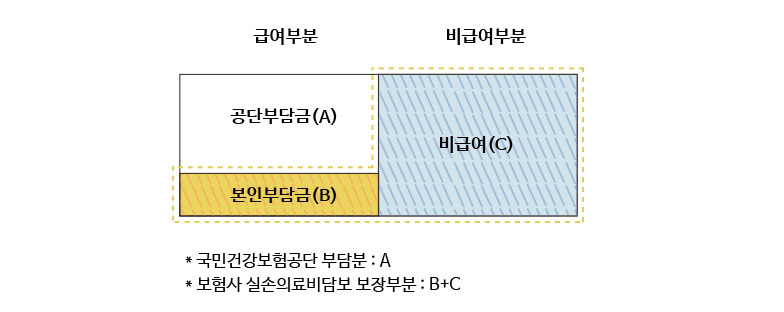 급여부분 비급여부분
공단부담금(A)
비급여(C)
본인부담금(B)
* 국민건강보험공단 부담분 : A
* 보험사 실손의료비담보 보장부분 : B+C